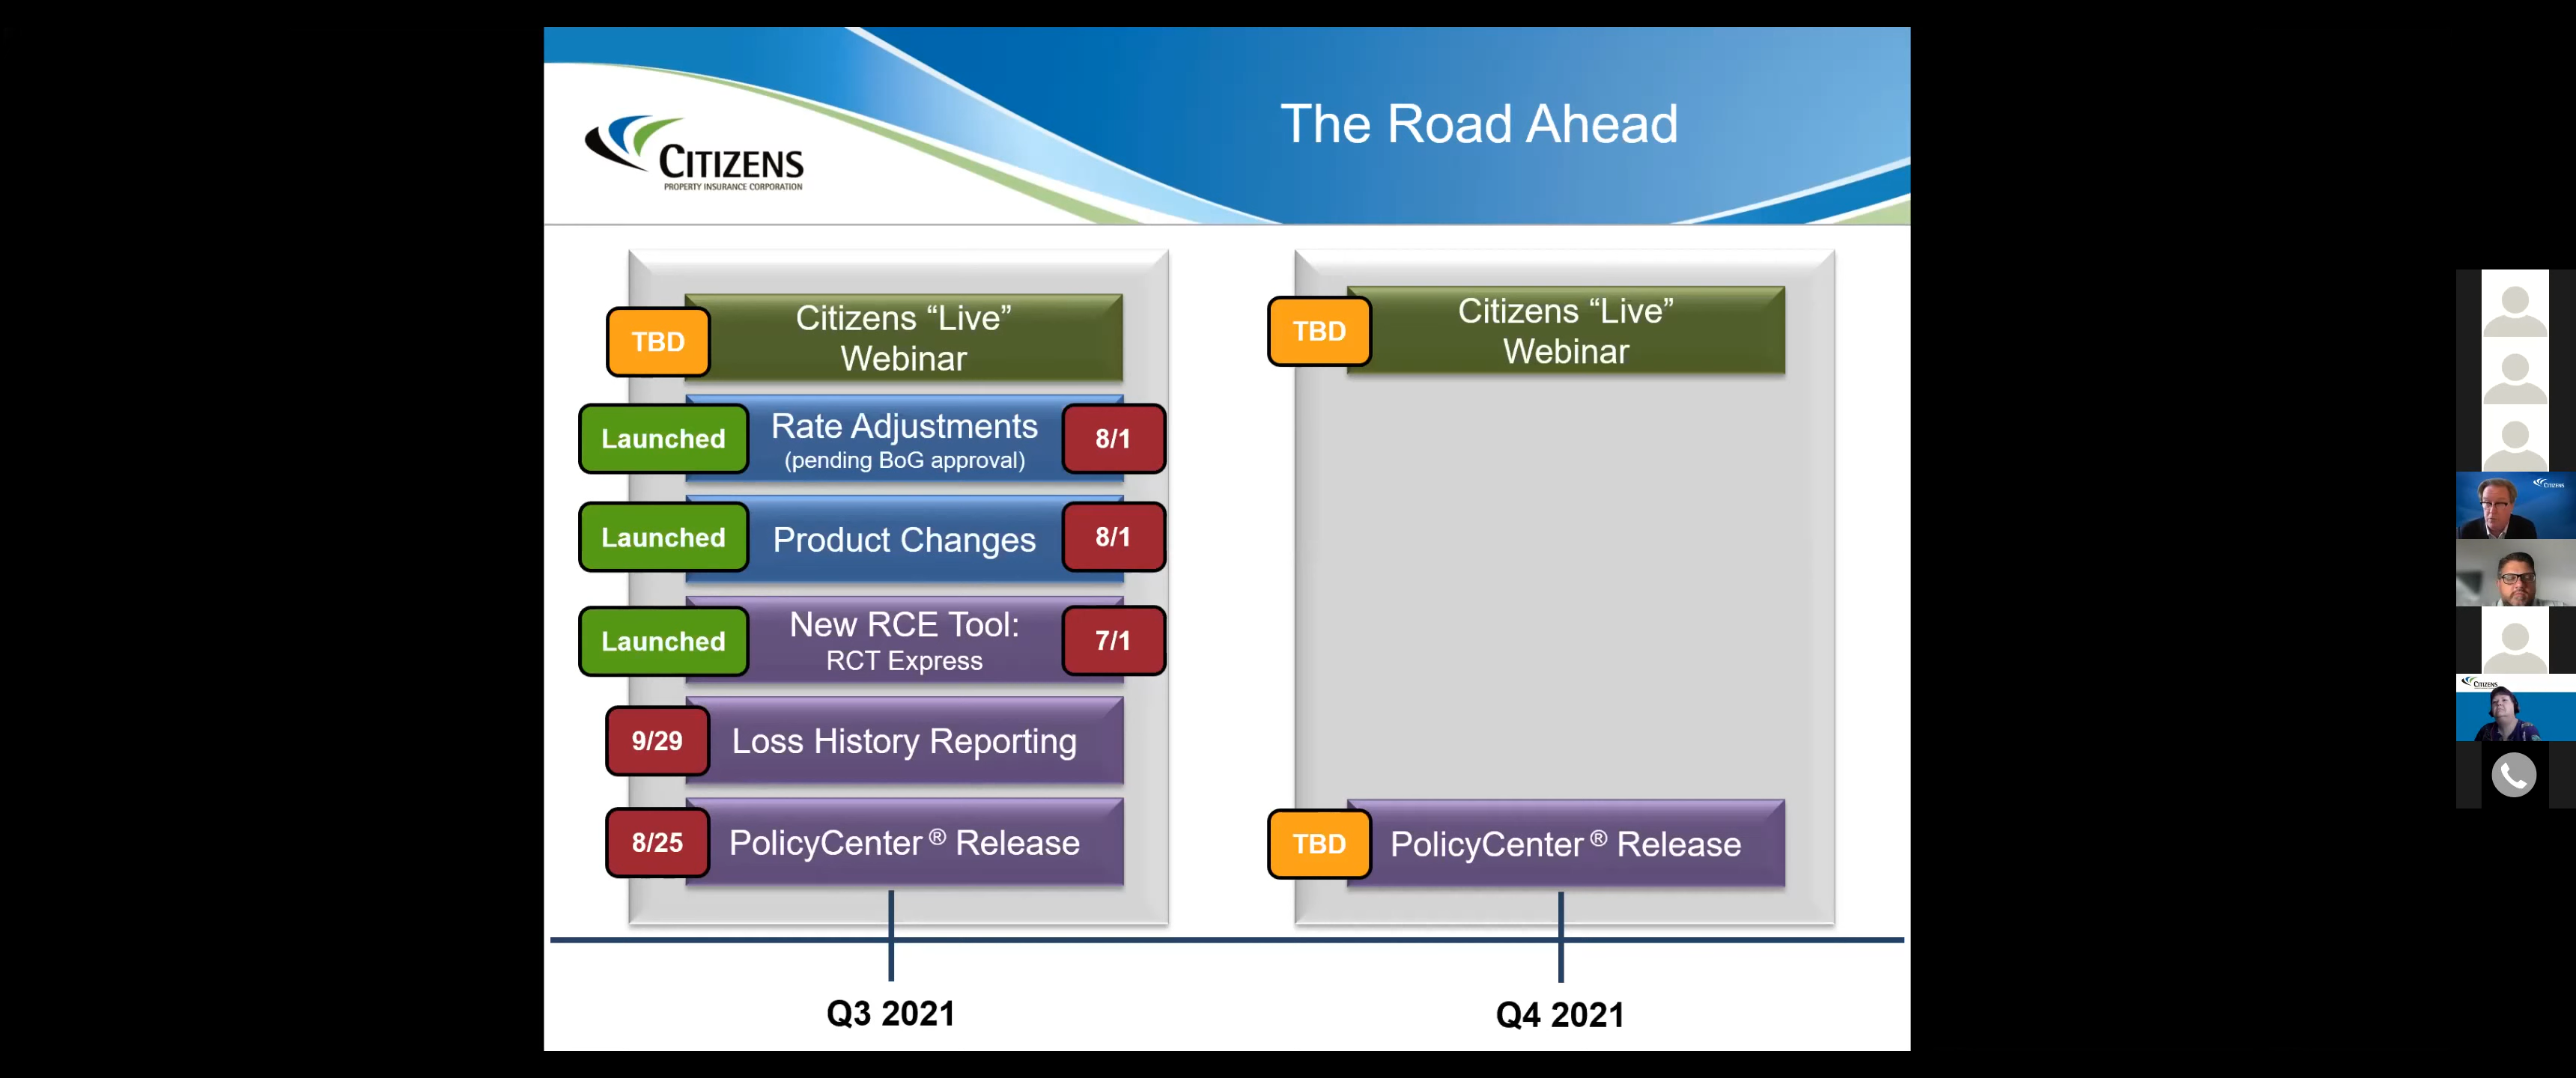 The Road Ahead
CITIZENS
PROPERTY INSURANCE CORPORATION
TBD
Citizens “Live”
Webinar
Launched
Rate Adjustments
(pending BoG approval)
8/1
Launched
Product Changes
8/1
Launched
New RCE Tool:
RCT Express
7/1
9/29
Loss History Reporting
8/25
PolicyCenter® Release
Q3 2021
TBD
Citizens “Live”
Webinar
TBD
PolicyCenter® Release
Q4 2021
CITIZENS
CITIZENS